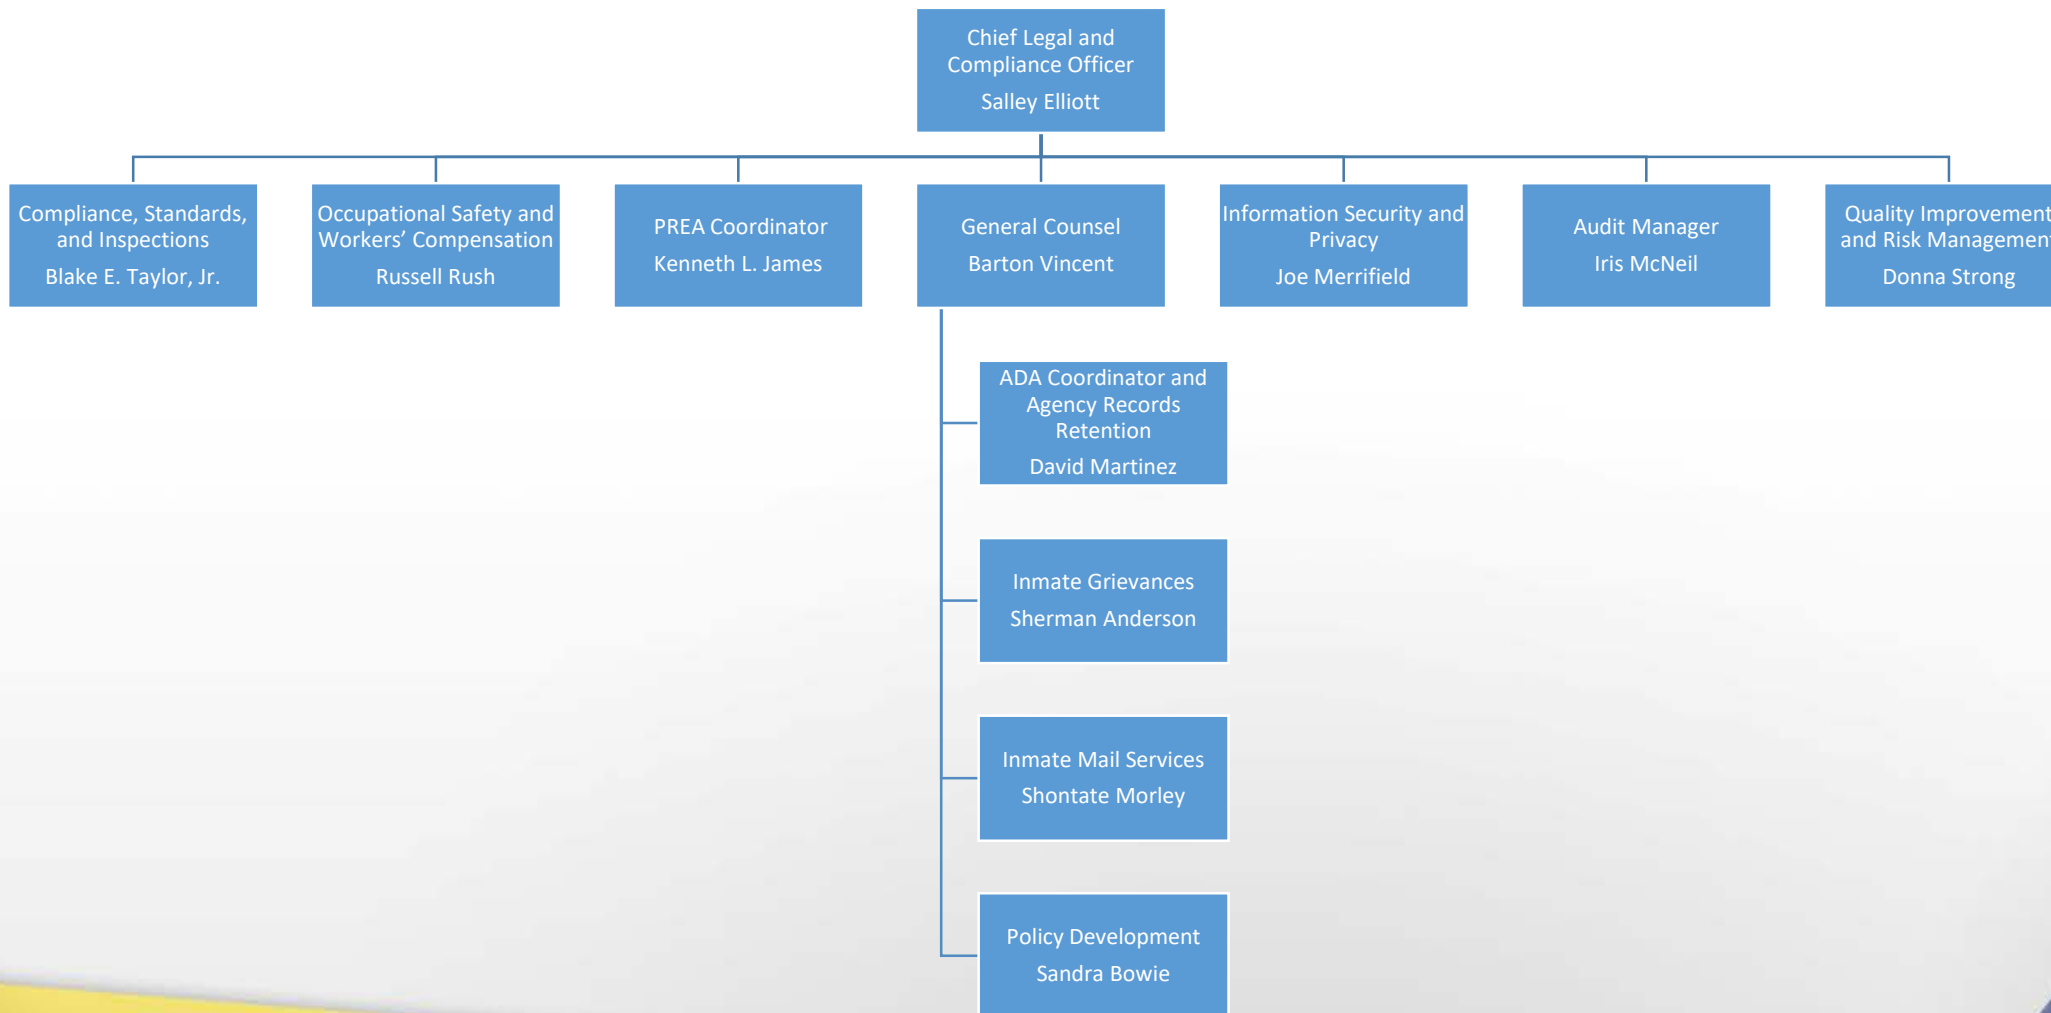 Chief Legal and
Compliance Officer
Salley Elliott
Compliance, Standards,
and Inspections
Blake E. Taylor, Jr.
Occupational Safety and
Workers’ Compensation
Russell Rush
PREA Coordinator
Kenneth L. James
General Counsel
Barton Vincent
Information Security and
Privacy
Joe Merrifield
Audit Manager
Iris McNeil
Quality Improvement
and Risk Management
Donna Strong
ADA Coordinator and
Agency Records
Retention
David Martinez
Inmate Grievances
Sherman Anderson
Inmate Mail Services
Shontate Morley
Policy Development
Sandra Bowie